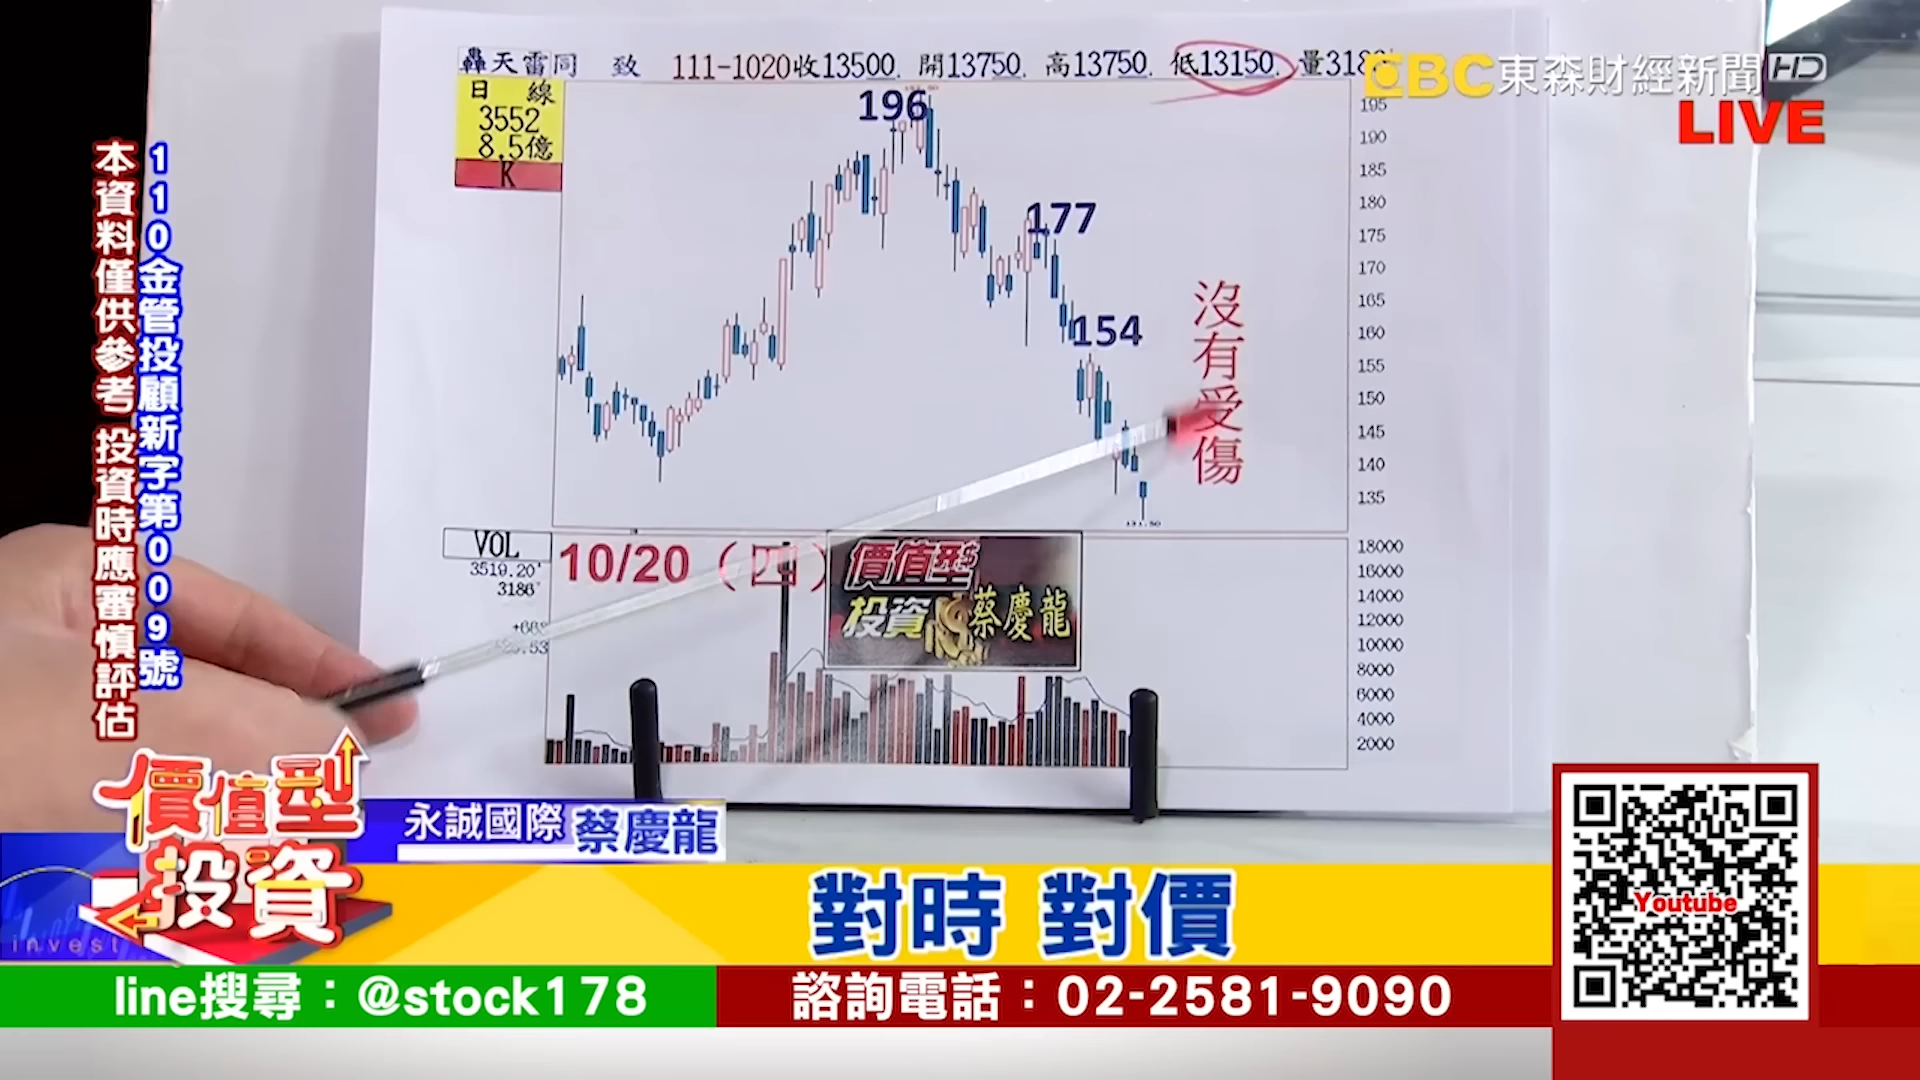 轟天雷同 致 111-1020收13500. 開13750. 高13750. 低13150. 量318
EBC東森財經新聞HD
LIVE
日 線
3552
8.5億
K
196
177
154
沒有受傷
195
190
185
180
175
170
165
160
155
150
145
140
135
131.50
VOL
3519.20'
3186'
10/20（四）
價值型
投資
蔡慶龍
18000
16000
14000
12000
10000
8000
6000
4000
2000
110金管投顧新字第009號
本資料僅供參考 投資時應審慎評估
價值型
投資
invest
永誠國際 蔡慶龍
對時 對價
Youtube
line搜尋：@stock178
諮詢電話：02-2581-9090